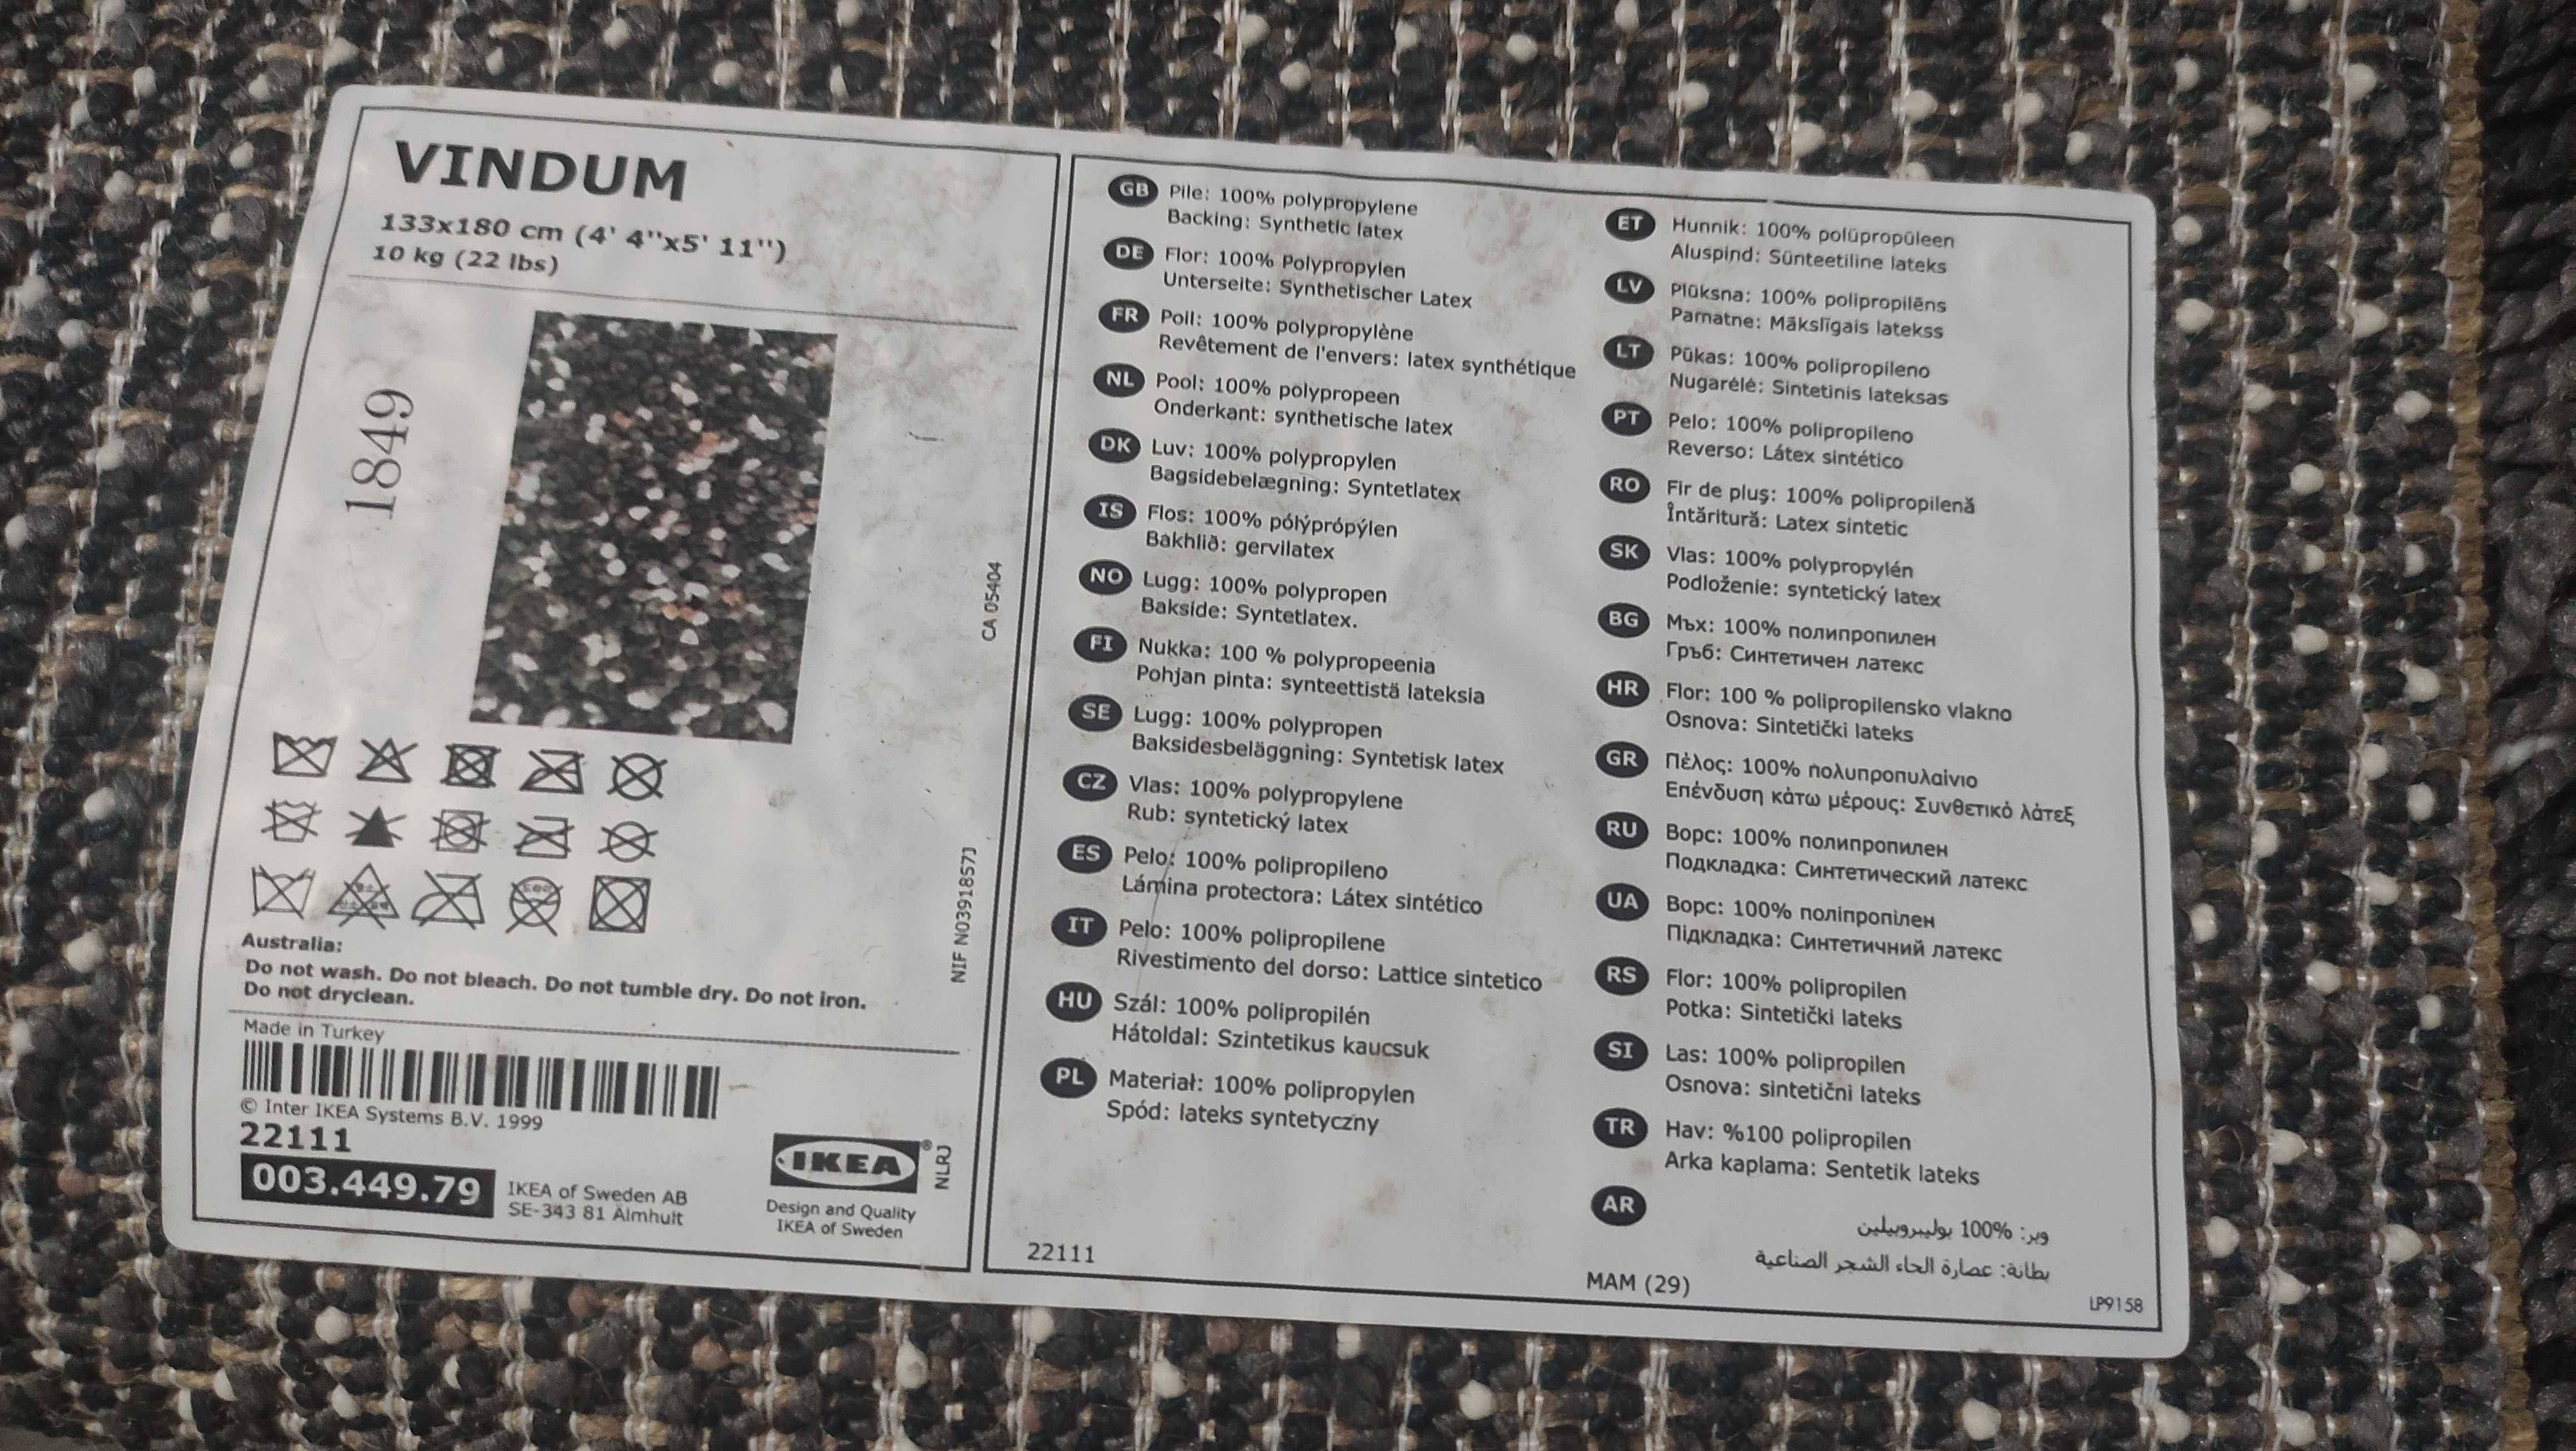 VINDUM
133x180 cm (4' 4''x5' 11'')
10 kg (22 lbs)
1849
CA 05404
NIF N0391857J
Australia:
Do not wash. Do not bleach. Do not tumble dry. Do not iron.
Do not dryclean.
Made in Turkey
© Inter IKEA Systems B.V. 1999
22111
003.449.79
IKEA of Sweden AB
SE-343 81 Älmhult
IKEA®
NLRJ
Design and Quality
IKEA of Sweden
GB Pile: 100% polypropylene
Backing: Synthetic latex
DE Flor: 100% Polypropylen
Unterseite: Synthetischer Latex
FR Poil: 100% polypropylène
Revêtement de l'envers: latex synthétique
NL Pool: 100% polypropeen
Onderkant: synthetische latex
DK Luv: 100% polypropylen
Bagsidebelægning: Syntetlatex
IS Flos: 100% pólýprópýlen
Bakhlið: gervilatex
NO Lugg: 100% polypropen
Bakside: Syntetlatex.
FI Nukka: 100 % polypropeenia
Pohjan pinta: synteettistä lateksia
SE Lugg: 100% polypropen
Baksidesbeläggning: Syntetisk latex
CZ Vlas: 100% polypropylene
Rub: syntetický latex
ES Pelo: 100% polipropileno
Lámina protectora: Látex sintético
IT Pelo: 100% polipropilene
Rivestimento del dorso: Lattice sintetico
HU Szál: 100% polipropilén
Hátoldal: Szintetikus kaucsuk
PL Materiał: 100% polipropylen
Spód: lateks syntetyczny
22111
ET Hunnik: 100% polüpropüleen
Aluspind: Sünteetiline lateks
LV Plūksna: 100% polipropilēns
Pamatne: Mākslīgais latekss
LT Pūkas: 100% polipropileno
Nugarėlė: Sintetinis lateksas
PT Pelo: 100% polipropileno
Reverso: Látex sintético
RO Fir de pluş: 100% polipropilenă
Întăritură: Latex sintetic
SK Vlas: 100% polypropylén
Podloženie: syntetický latex
BG Мъх: 100% полипропилен
Гръб: Синтетичен латекс
HR Flor: 100 % polipropilensko vlakno
Osnova: Sintetički lateks
GR Πέλος: 100% πολυπροπυλαίνιο
Επένδυση κάτω μέρους: Συνθετικό λάτεξ
RU Ворс: 100% полипропилен
Подкладка: Синтетический латекс
UA Ворс: 100% поліпропілен
Підкладка: Синтетичний латекс
RS Flor: 100% polipropilen
Potka: Sintetički lateks
SI Las: 100% polipropilen
Osnova: sintetični lateks
TR Hav: %100 polipropilen
Arka kaplama: Sentetik lateks
AR
وبر: %100 بوليبروبيلين
بطانة: عصارة الحاء الشجر الصناعية
MAM (29)
LP9158